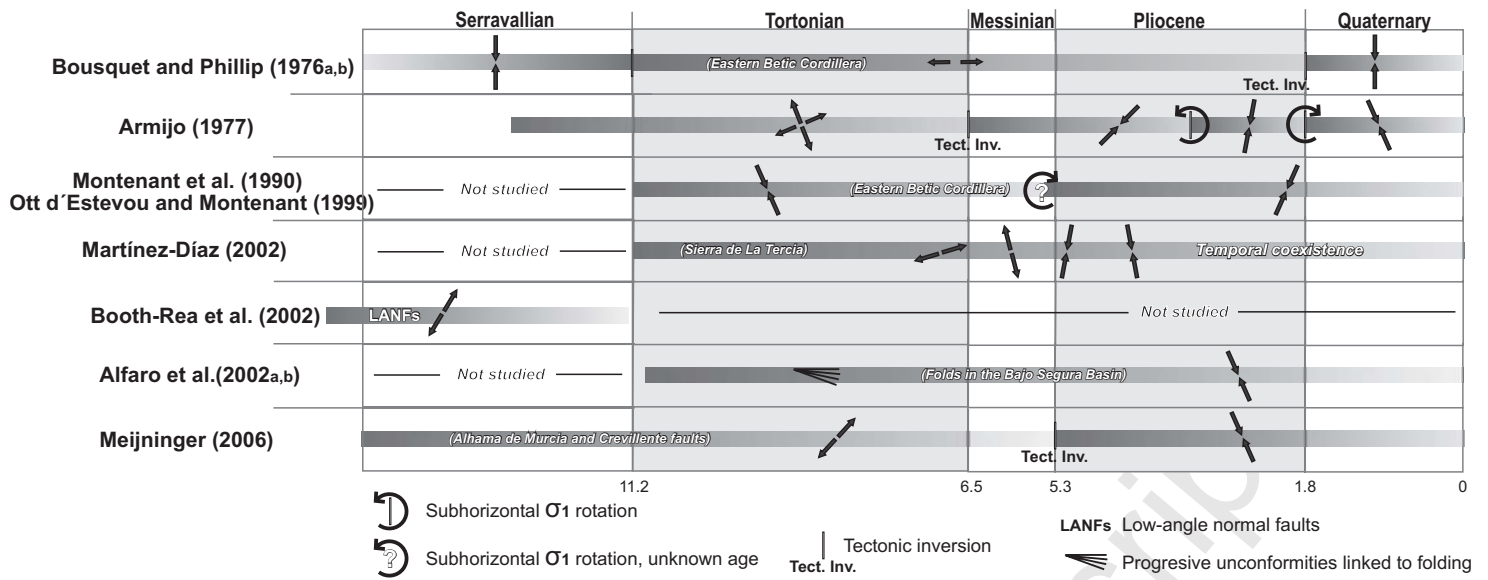 Serravallian Tortonian Messinian Pliocene Quaternary
Bousquet and Phillip (1976a,b) (Eastern Betic Cordillera)
Tect. Inv.
Armijo (1977)
Tect. Inv.
Montenant et al. (1990)
Ott d´Estevou and Montenant (1999) Not studied (Eastern Betic Cordillera) ?
Martínez-Díaz (2002) Not studied (Sierra de La Tercia) Temporal coexistence
Booth-Rea et al. (2002) LANFs Not studied
Alfaro et al.(2002a,b) Not studied (Folds in the Bajo Segura Basin)
Meijninger (2006) (Alhama de Murcia and Crevillente faults)
Tect. Inv.
11.2 6.5 5.3 1.8 0
Subhorizontal σ1 rotation
? Subhorizontal σ1 rotation, unknown age
Tectonic inversion
Tect. Inv.
LANFs Low-angle normal faults
Progresive unconformities linked to folding